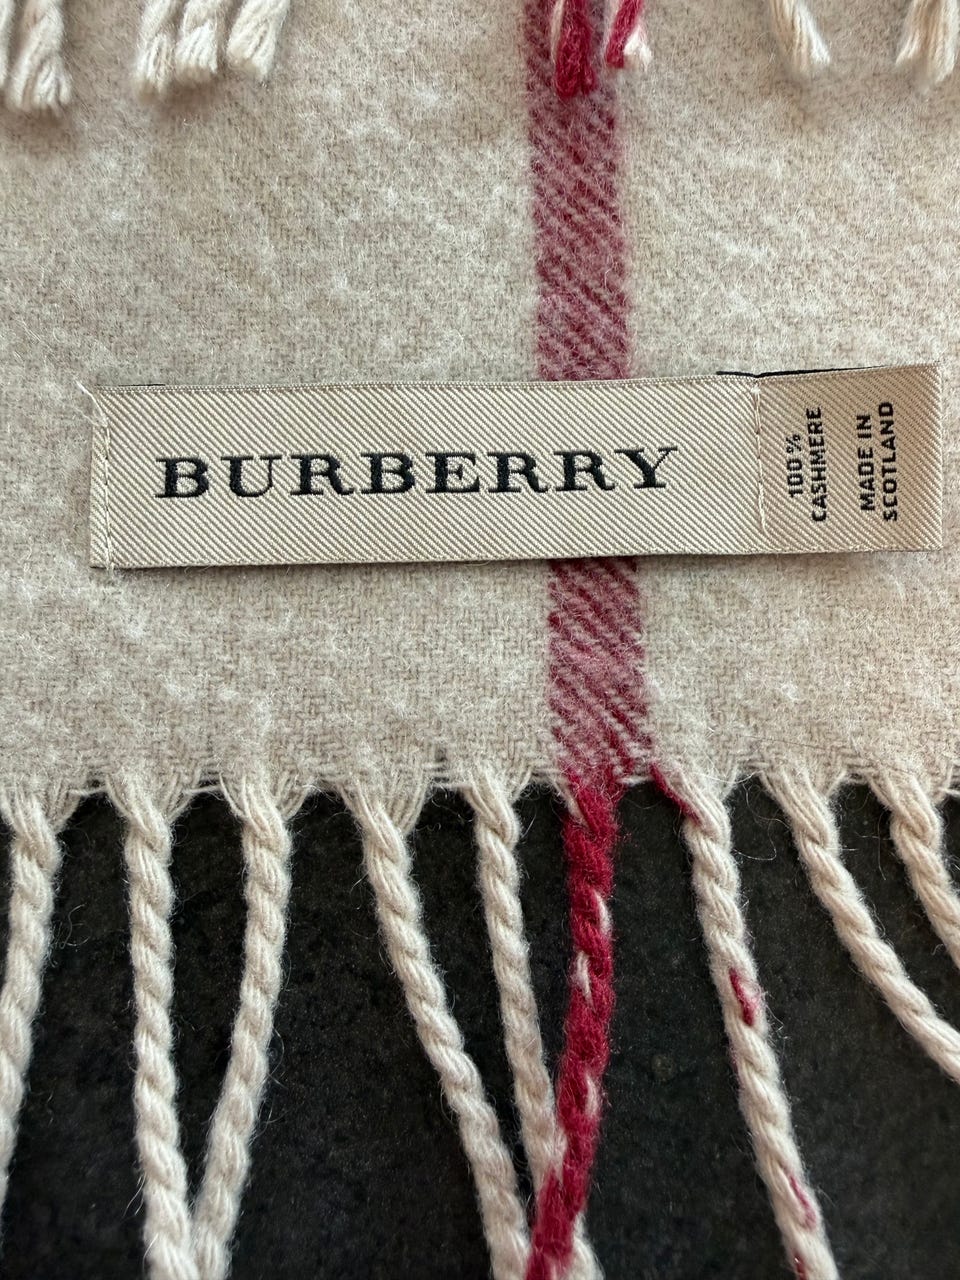 BURBERRY
100%
CASHMERE
MADE IN
SCOTLAND